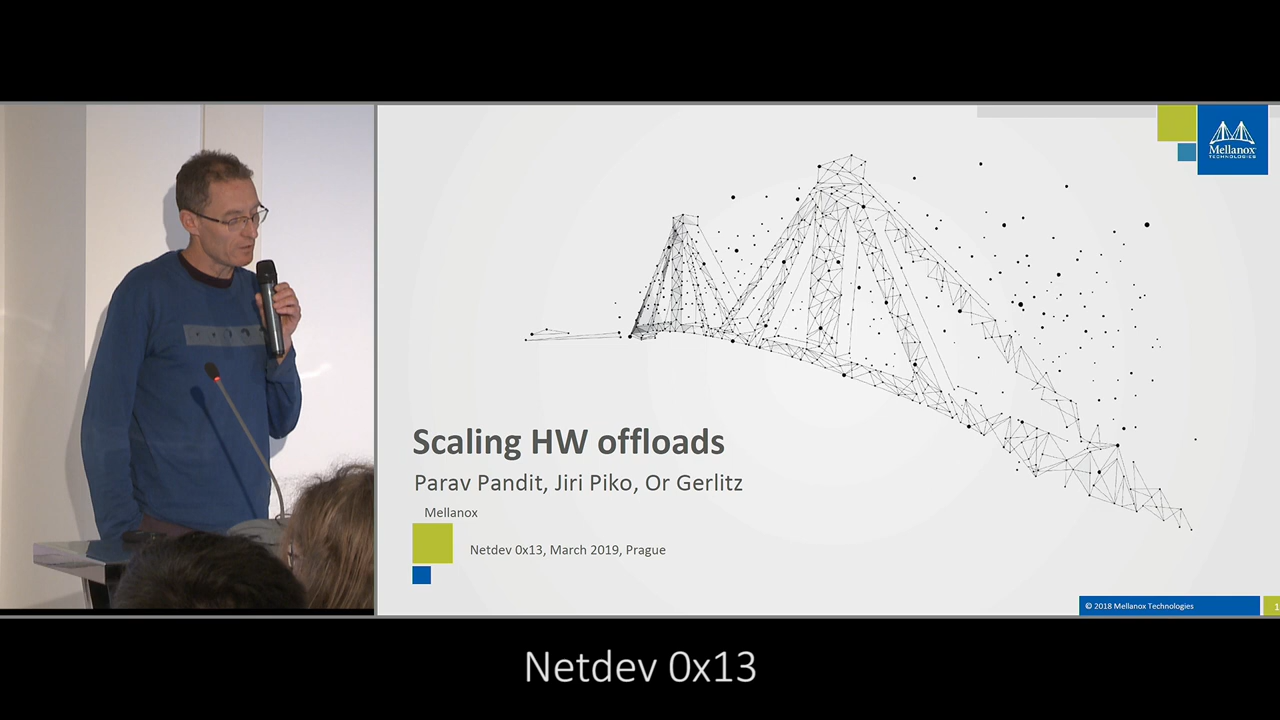 Mellanox
TECHNOLOGIES
Scaling HW offloads
Parav Pandit, Jiri Piko, Or Gerlitz
Mellanox
Netdev 0x13, March 2019, Prague
© 2018 Mellanox Technologies
1
Netdev 0x13